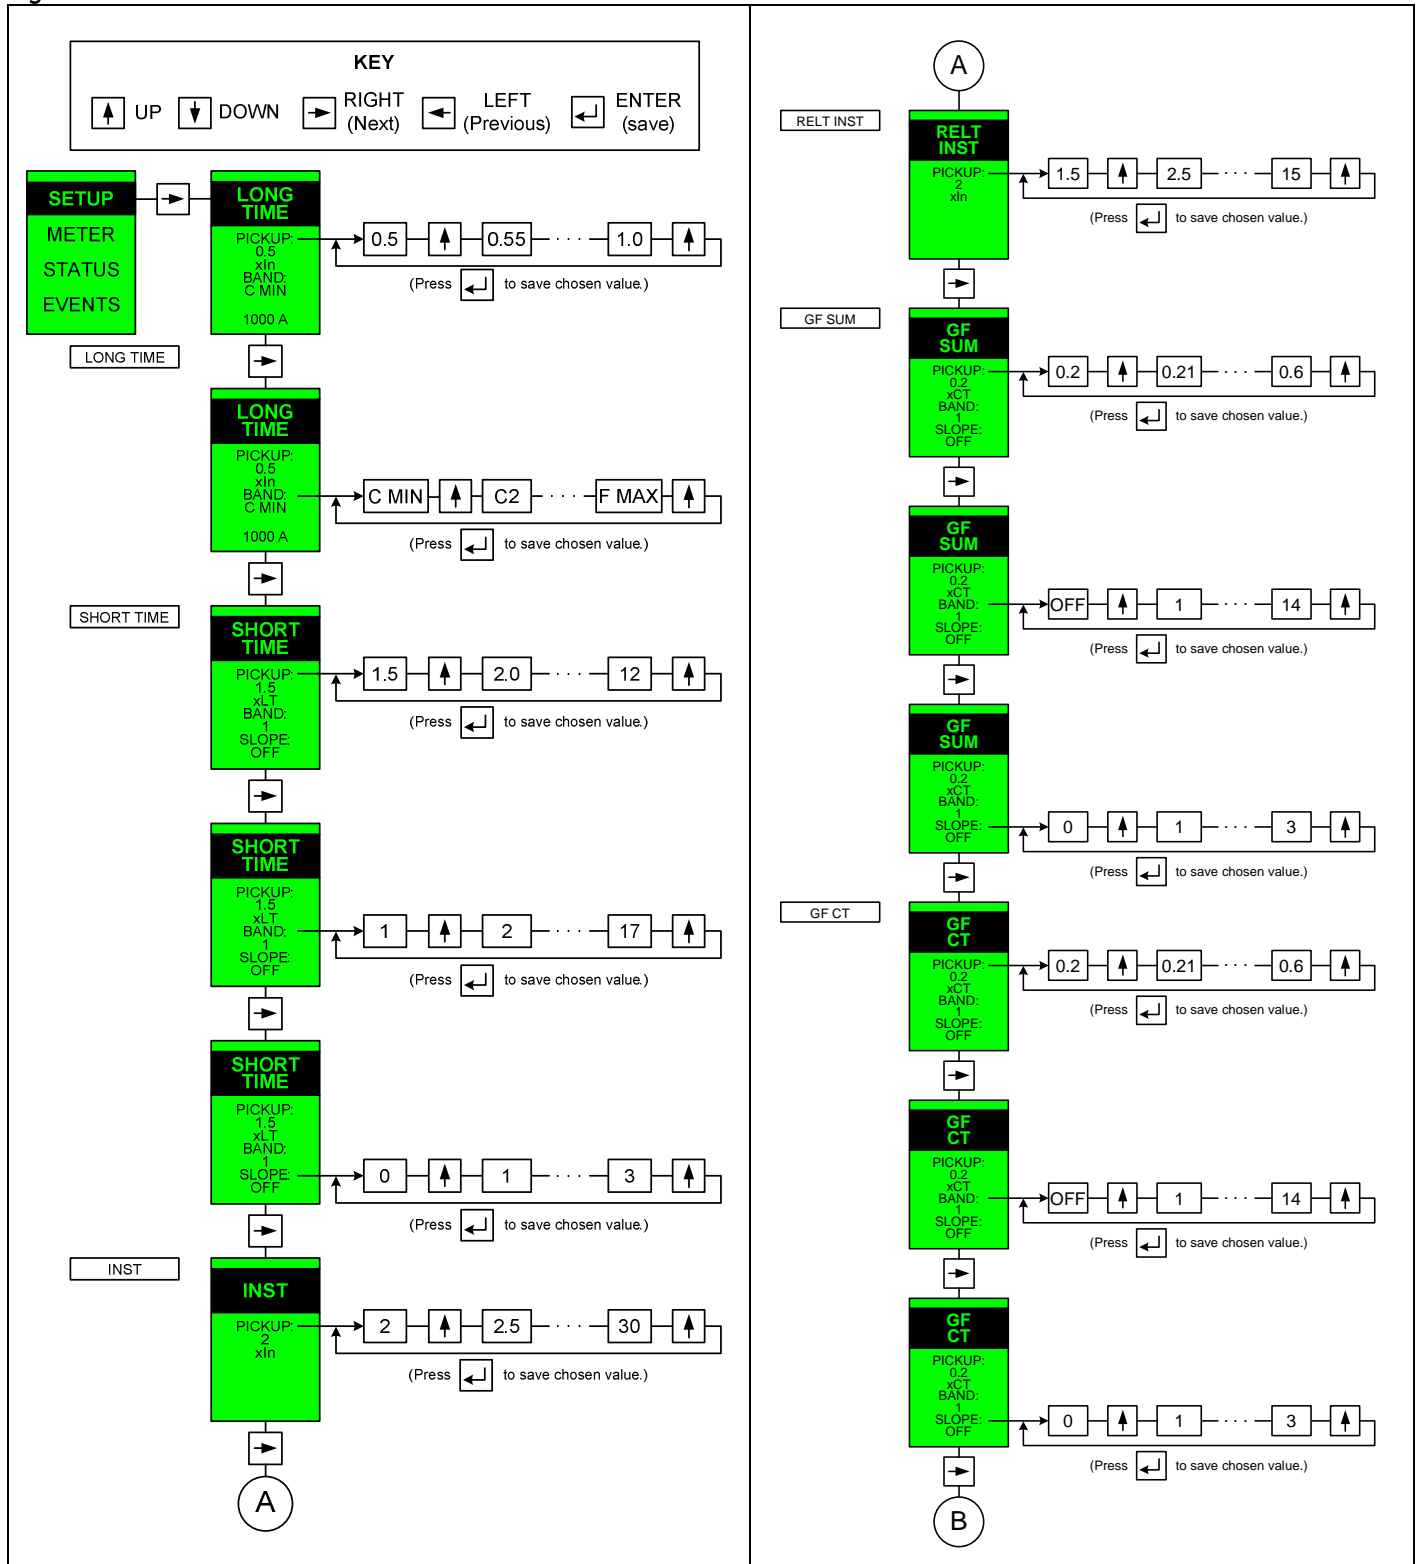 KEY
UP
DOWN
RIGHT
(Next)
LEFT
(Previous)
ENTER
(save)
SETUP
METER
STATUS
EVENTS
LONG
TIME
PICKUP:
0.5
xIn
BAND:
C MIN
1000 A
0.5
0.55
· · ·
1.0
(Press
to save chosen value.)
LONG TIME
LONG
TIME
PICKUP:
0.5
xIn
BAND:
C MIN
1000 A
C MIN
C2
· · ·
F MAX
(Press
to save chosen value.)
SHORT TIME
SHORT
TIME
PICKUP:
1.5
xLT
BAND:
1
SLOPE:
OFF
1.5
2.0
· · ·
12
(Press
to save chosen value.)
SHORT
TIME
PICKUP:
1.5
xLT
BAND:
1
SLOPE:
OFF
1
2
· · ·
17
(Press
to save chosen value.)
SHORT
TIME
PICKUP:
1.5
xLT
BAND:
1
SLOPE:
OFF
0
1
· · ·
3
(Press
to save chosen value.)
INST
INST
PICKUP:
2
xIn
2
2.5
· · ·
30
(Press
to save chosen value.)
A
A
RELT INST
RELT
INST
PICKUP:
2
xIn
1.5
2.5
· · ·
15
(Press
to save chosen value.)
GF SUM
GF
SUM
PICKUP:
0.2
xCT
BAND:
1
SLOPE:
OFF
0.2
0.21
· · ·
0.6
(Press
to save chosen value.)
GF
SUM
PICKUP:
0.2
xCT
BAND:
1
SLOPE:
OFF
OFF
1
· · ·
14
(Press
to save chosen value.)
GF
SUM
PICKUP:
0.2
xCT
BAND:
1
SLOPE:
OFF
0
1
· · ·
3
(Press
to save chosen value.)
GF CT
GF
CT
PICKUP:
0.2
xCT
BAND:
1
SLOPE:
OFF
0.2
0.21
· · ·
0.6
(Press
to save chosen value.)
GF
CT
PICKUP:
0.2
xCT
BAND:
1
SLOPE:
OFF
OFF
1
· · ·
14
(Press
to save chosen value.)
GF
CT
PICKUP:
0.2
xCT
BAND:
1
SLOPE:
OFF
0
1
· · ·
3
(Press
to save chosen value.)
B